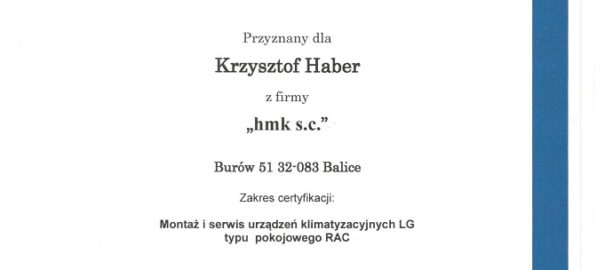 Przyznany dla
Krzysztof Haber
z firmy
„hmk s.c.”
Burów 51 32-083 Balice
Zakres certyfikacji:
Montaż i serwis urządzeń klimatyzacyjnych LG
typu pokojowego RAC